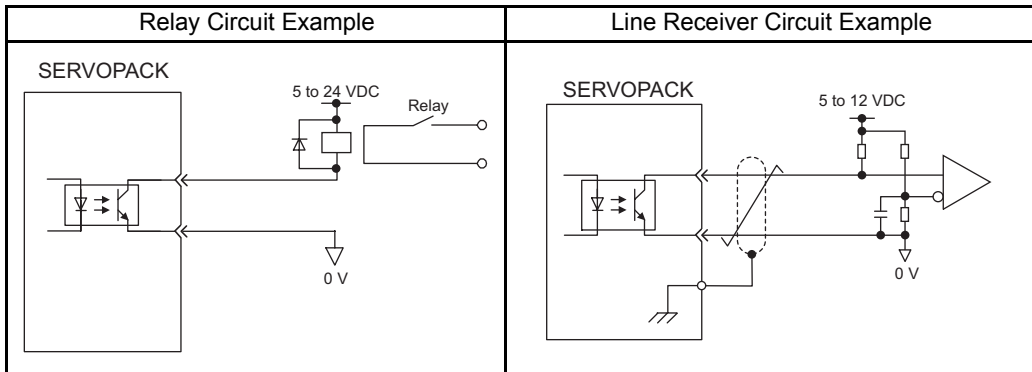 Relay Circuit Example
SERVOPACK
5 to 24 VDC
Relay
0 V
Line Receiver Circuit Example
SERVOPACK
5 to 12 VDC
0 V